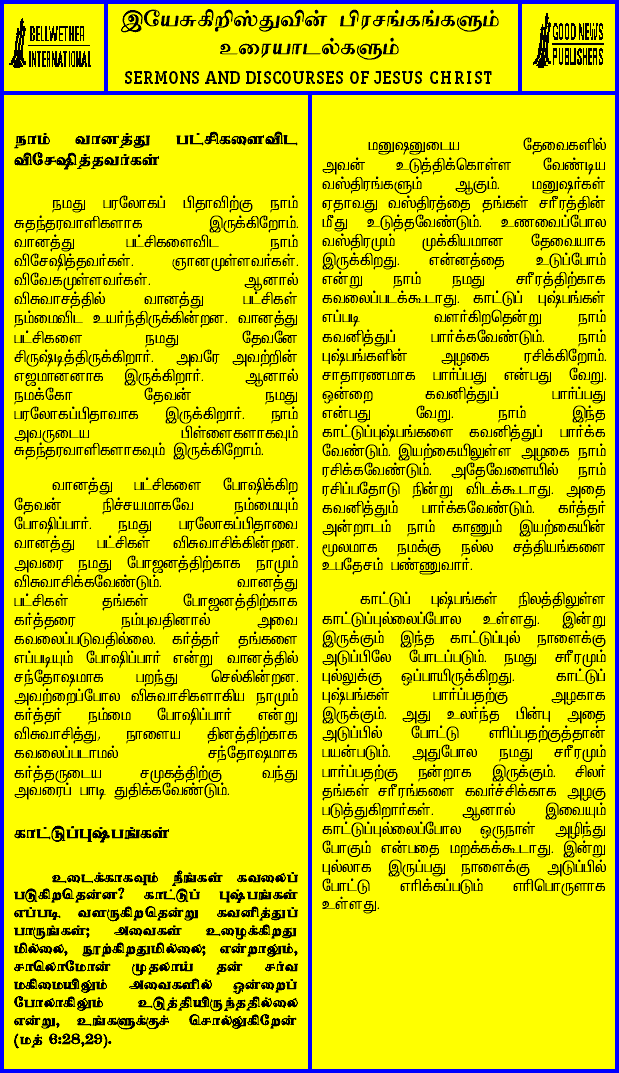 BELLWETHER
INTERNATIONAL
இயேசுகிறிஸ்துவின் பிரசங்கங்களும்
உரையாடல்களும்
SERMONS AND DISCOURSES OF JESUS CHRIST
GOOD NEWS
PUBLISHERS
நாம் வானத்து பட்சிகளைவிட
விசேஷித்தவர்கள்
நமது பரலோகப் பிதாவிற்கு நாம்
சுதந்தரவாளிகளாக இருக்கிறோம்.
வானத்து பட்சிகளைவிட நாம்
விசேஷித்தவர்கள். ஞானமுள்ளவர்கள்.
விவேகமுள்ளவர்கள். ஆனால்
விசுவாசத்தில் வானத்து பட்சிகள்
நம்மைவிட உயர்ந்திருக்கின்றன. வானத்து
பட்சிகளை நமது தேவனே
சிருஷ்டித்திருக்கிறார். அவரே அவற்றின்
எஜமானனாக இருக்கிறார். ஆனால்
நமக்கோ தேவன் நமது
பரலோகப்பிதாவாக இருக்கிறார். நாம்
அவருடைய பிள்ளைகளாகவும்
சுதந்தரவாளிகளாகவும் இருக்கிறோம்.
வானத்து பட்சிகளை போஷிக்கிற
தேவன் நிச்சயமாகவே நம்மையும்
போஷிப்பார். நமது பரலோகப்பிதாவை
வானத்து பட்சிகள் விசுவாசிக்கின்றன.
அவரை நமது போஜனத்திற்காக நாமும்
விசுவாசிக்கவேண்டும். வானத்து
பட்சிகள் தங்கள் போஜனத்திற்காக
கர்த்தரை நம்புவதினால் அவை
கவலைப்படுவதில்லை. கர்த்தர் தங்களை
எப்படியும் போஷிப்பார் என்று வானத்தில்
சந்தோஷமாக பறந்து செல்கின்றன.
அவற்றைப்போல விசுவாசிகளாகிய நாமும்
கர்த்தர் நம்மை போஷிப்பார் என்று
விசுவாசித்து, நாளைய தினத்திற்காக
கவலைப்படாமல் சந்தோஷமாக
கர்த்தருடைய சமுகத்திற்கு வந்து
அவரைப் பாடி துதிக்கவேண்டும்.
காட்டுப்புஷ்பங்கள்
உடைக்காகவும் நீங்கள் கவலைப்
படுகிறதென்ன? காட்டுப் புஷ்பங்கள்
எப்படி வளருகிறதென்று கவனித்துப்
பாருங்கள்; அவைகள் உழைக்கிறது
மில்லை, நூற்கிறதுமில்லை; என்றாலும்,
சாலொமோன் முதலாய் தன் சர்வ
மகிமையிலும் அவைகளில் ஒன்றைப்
போலாகிலும் உடுத்தியிருந்ததில்லை
என்று, உங்களுக்குச் சொல்லுகிறேன்
(மத் 6:28,29).
மனுஷனுடைய தேவைகளில்
அவன் உடுத்திக்கொள்ள வேண்டிய
வஸ்திரங்களும் ஆகும். மனுஷர்கள்
ஏதாவது வஸ்திரத்தை தங்கள் சரீரத்தின்
மீது உடுத்தவேண்டும். உணவைப்போல
வஸ்திரமும் முக்கியமான தேவையாக
இருக்கிறது. என்னத்தை உடுப்போம்
என்று நாம் நமது சரீரத்திற்காக
கவலைப்படக்கூடாது. காட்டுப் புஷ்பங்கள்
எப்படி வளர்கிறதென்று நாம்
கவனித்துப் பார்க்கவேண்டும். நாம்
புஷ்பங்களின் அழகை ரசிக்கிறோம்.
சாதாரணமாக பார்ப்பது என்பது வேறு.
ஒன்றை கவனித்துப் பார்ப்பது
என்பது வேறு. நாம் இந்த
காட்டுப்புஷ்பங்களை கவனித்துப் பார்க்க
வேண்டும். இயற்கையிலுள்ள அழகை நாம்
ரசிக்கவேண்டும். அதேவேளையில் நாம்
ரசிப்பதோடு நின்று விடக்கூடாது. அதை
கவனித்தும் பார்க்கவேண்டும். கர்த்தர்
அன்றாடம் நாம் காணும் இயற்கையின்
மூலமாக நமக்கு நல்ல சத்தியங்களை
உபதேசம் பண்ணுவார்.
காட்டுப் புஷ்பங்கள் நிலத்திலுள்ள
காட்டுப்புல்லைப்போல உள்ளது. இன்று
இருக்கும் இந்த காட்டுப்புல் நாளைக்கு
அடுப்பிலே போடப்படும். நமது சரீரமும்
புல்லுக்கு ஒப்பாயிருக்கிறது. காட்டுப்
புஷ்பங்கள் பார்ப்பதற்கு அழகாக
இருக்கும். அது உலர்ந்த பின்பு அதை
அடுப்பில் போட்டு எரிப்பதற்குத்தான்
பயன்படும். அதுபோல நமது சரீரமும்
பார்ப்பதற்கு நன்றாக இருக்கும். சிலர்
தங்கள் சரீரங்களை கவர்ச்சிக்காக அழகு
படுத்துகிறார்கள். ஆனால் இவையும்
காட்டுப்புல்லைப்போல ஒருநாள் அழிந்து
போகும் என்பதை மறக்கக்கூடாது. இன்று
புல்லாக இருப்பது நாளைக்கு அடுப்பில்
போட்டு எரிக்கப்படும் எரிபொருளாக
உள்ளது.